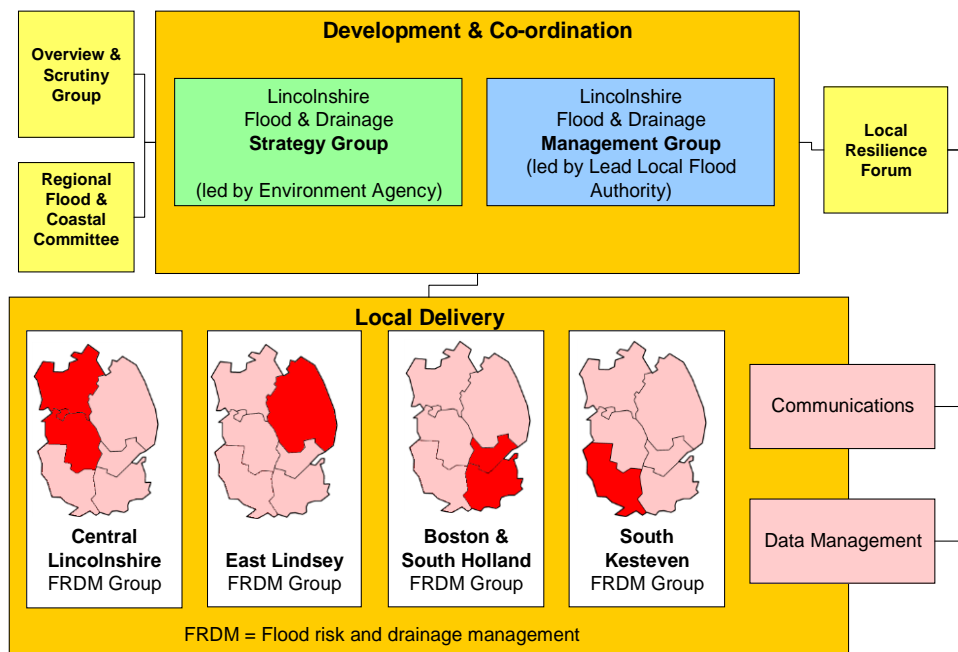 Development & Co-ordination
Overview &
Scrutiny
Group
Regional
Flood &
Coastal
Committee
Lincolnshire
Flood & Drainage
Strategy Group
(led by Environment Agency)
Lincolnshire
Flood & Drainage
Management Group
(led by Lead Local Flood
Authority)
Local
Resilience
Forum
Local Delivery
Central
Lincolnshire
FRDM Group
East Lindsey
FRDM Group
Boston &
South Holland
FRDM Group
South
Kesteven
FRDM Group
Communications
Data Management
FRDM = Flood risk and drainage management